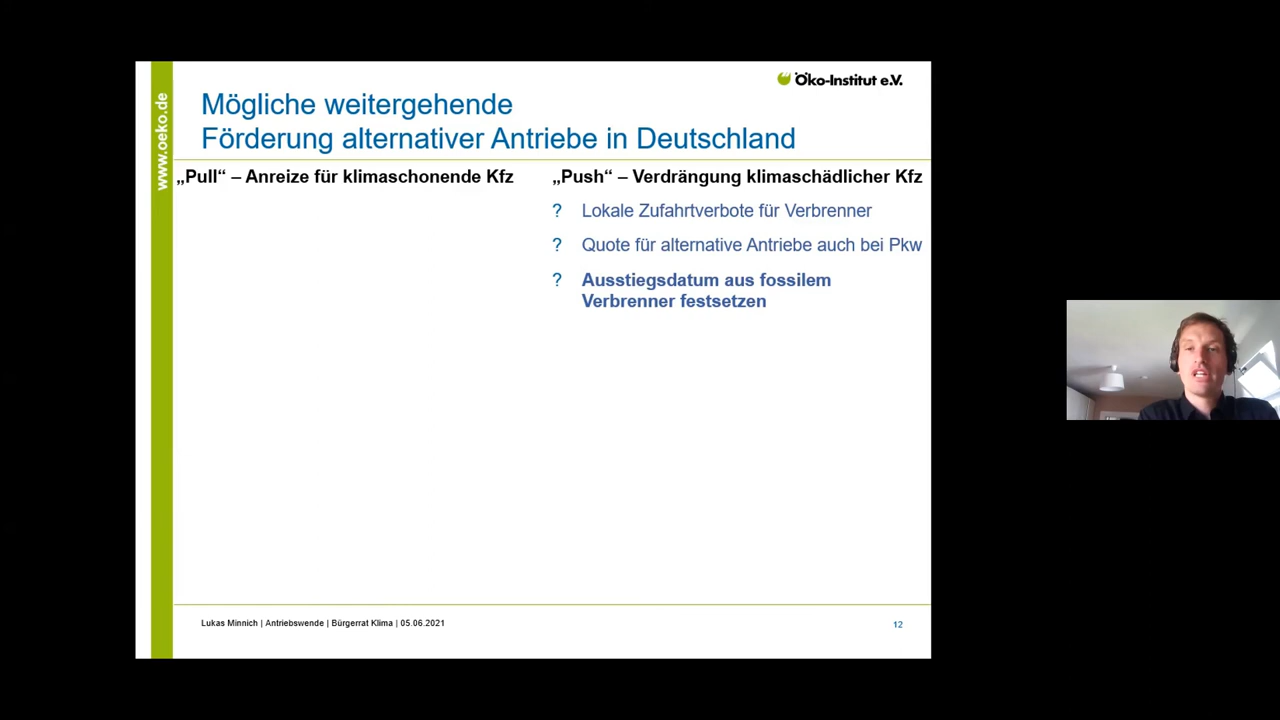 Öko-Institut e.V.
www.oeko.de
Mögliche weitergehende
Förderung alternativer Antriebe in Deutschland
„Pull“ – Anreize für klimaschonende Kfz
„Push“ – Verdrängung klimaschädlicher Kfz
? Lokale Zufahrtverbote für Verbrenner
? Quote für alternative Antriebe auch bei Pkw
? Ausstiegsdatum aus fossilem
Verbrenner festsetzen
Lukas Minnich | Antriebswende | Bürgerrat Klima | 05.06.2021
12